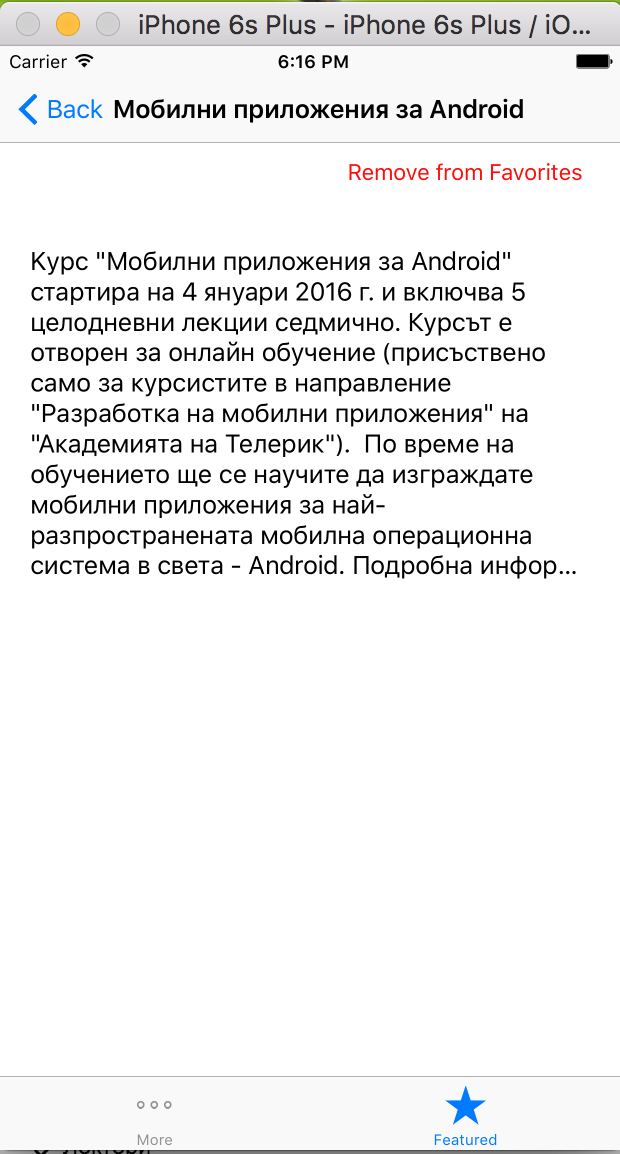 iPhone 6s Plus - iPhone 6s Plus / iO...
Carrier 6:16 PM
Back Мобилни приложения за Android
Remove from Favorites
Курс "Мобилни приложения за Android"
стартира на 4 януари 2016 г. и включва 5
целодневни лекции седмично. Курсът е
отворен за онлайн обучение (присъствено
само за курсистите в направление
"Разработка на мобилни приложения" на
"Академията на Телерик").  По време на
обучението ще се научите да изграждате
мобилни приложения за най-
разпространената мобилна операционна
система в света - Android. Подробна инфор...
More Featured